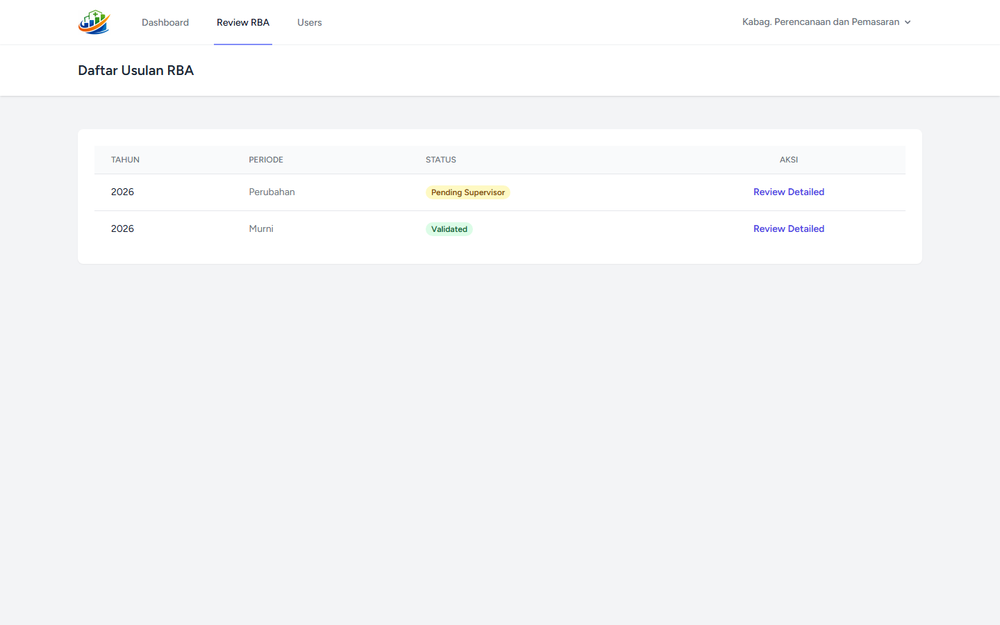 Dashboard Review RBA Users Kabag. Perencanaan dan Pemasaran
Daftar Usulan RBA
TAHUN PERIODE STATUS AKSI
2026 Perubahan Pending Supervisor Review Detailed
2026 Murni Validated Review Detailed